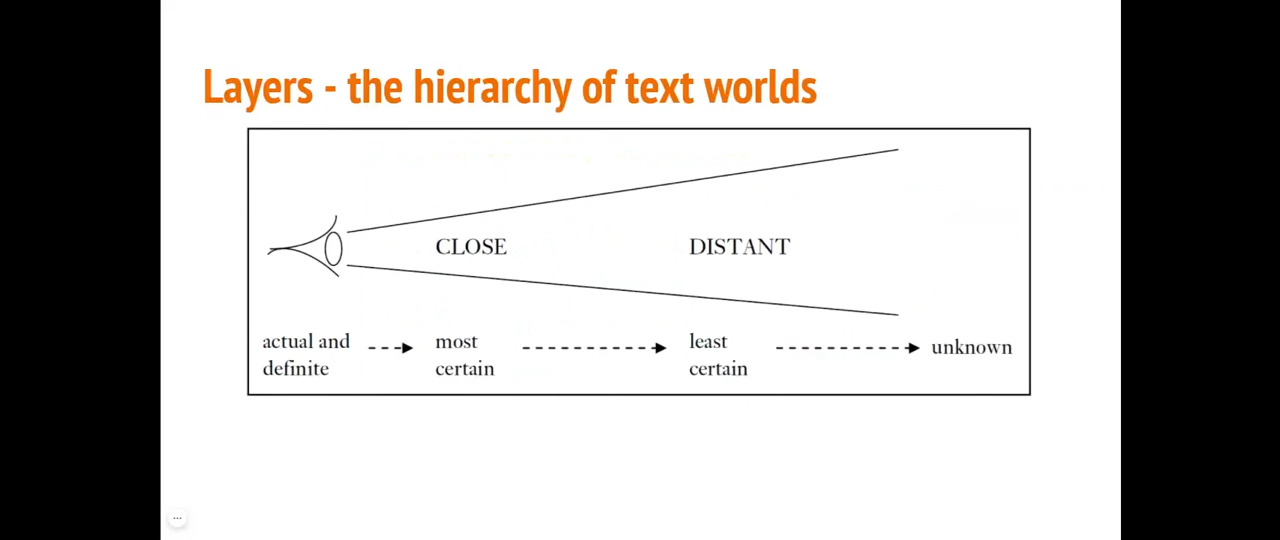 Layers - the hierarchy of text worlds
CLOSE DISTANT
actual and most least unknown
definite certain certain
...